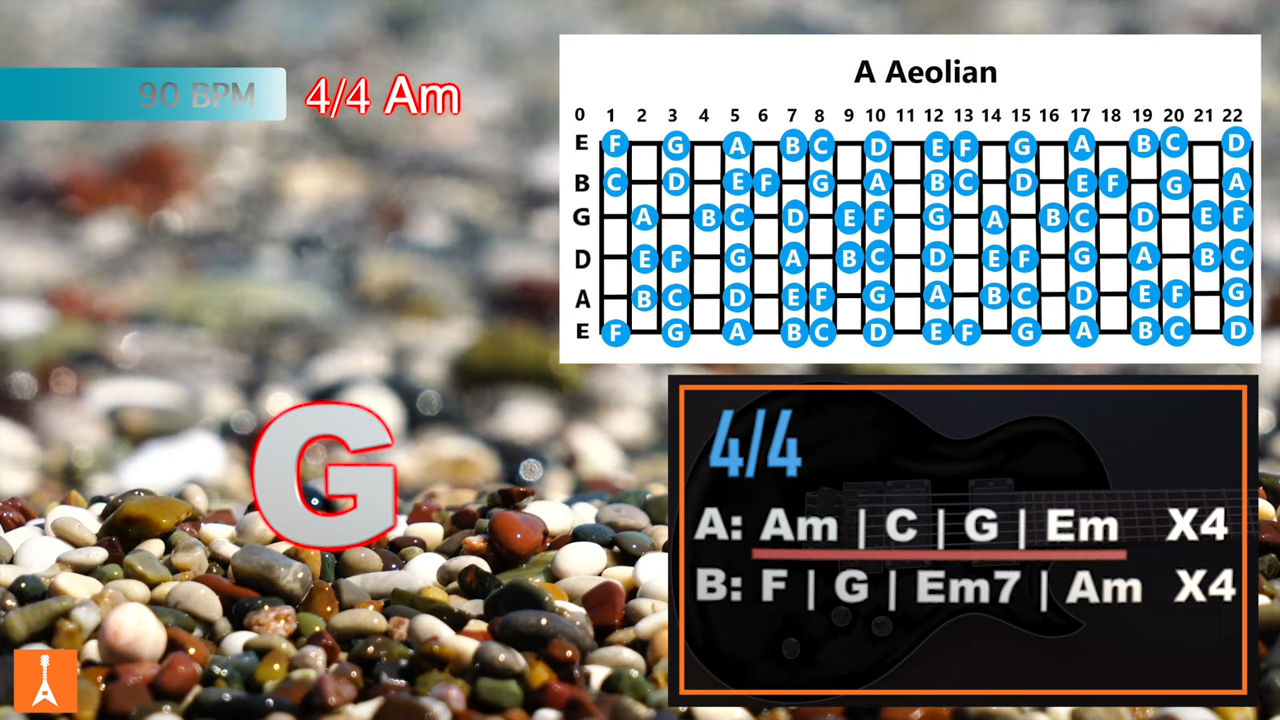 90 BPM
4/4 Am
A Aeolian
0 1 2 3 4 5 6 7 8 9 10 11 12 13 14 15 16 17 18 19 20 21 22
E F G A B C D E F G A B C D
B C D E F G A B C D E F G A
G A B C D E F G A B C D E F
D E F G A B C D E F G A B C
A B C D E F G A B C D E F G
E F G A B C D E F G A B C D
G
4/4
A: Am | C | G | Em X4
B: F | G | Em7 | Am X4